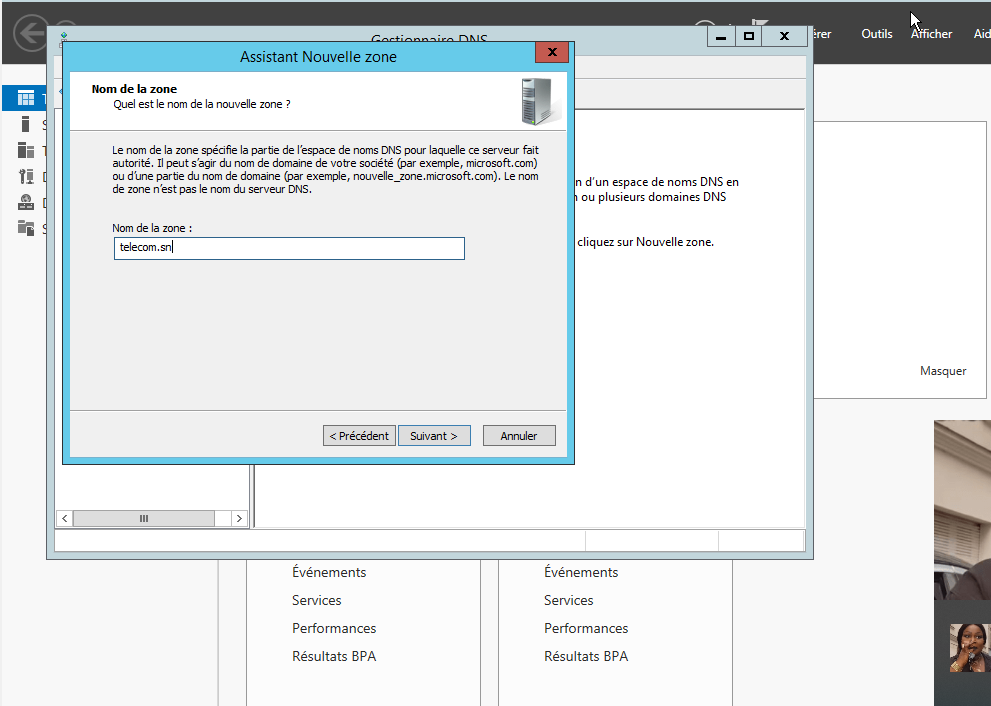 Gestionnaire DNS
Outils
Afficher
Assistant Nouvelle zone
Nom de la zone
Quel est le nom de la nouvelle zone ?
Le nom de la zone spécifie la partie de l'espace de noms DNS pour laquelle ce serveur fait
autorité. Il peut s'agir du nom de domaine de votre société (par exemple, microsoft.com)
ou d'une partie du nom de domaine (par exemple, nouvelle_zone.microsoft.com). Le nom
de zone n'est pas le nom du serveur DNS.
Nom de la zone :
telecom.sn
< Précédent
Suivant >
Annuler
d'un espace de noms DNS en
ou plusieurs domaines DNS
cliquez sur Nouvelle zone.
Masquer
Événements
Services
Performances
Résultats BPA
Événements
Services
Performances
Résultats BPA